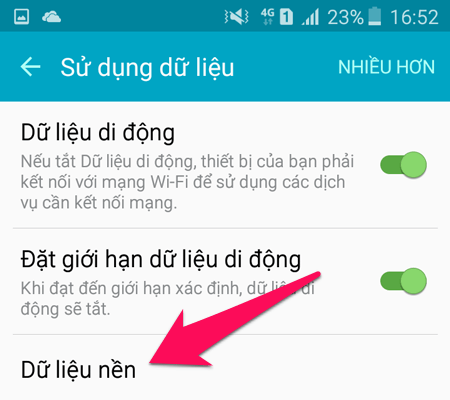 4G 1 23% 16:52
Sử dụng dữ liệu NHIỀU HƠN
Dữ liệu di động
Nếu tắt Dữ liệu di động, thiết bị của bạn phải
kết nối với mạng Wi-Fi để sử dụng các dịch
vụ cần kết nối mạng.
Đặt giới hạn dữ liệu di động
Khi đạt đến giới hạn xác định, dữ liệu di
động sẽ tắt.
Dữ liệu nền